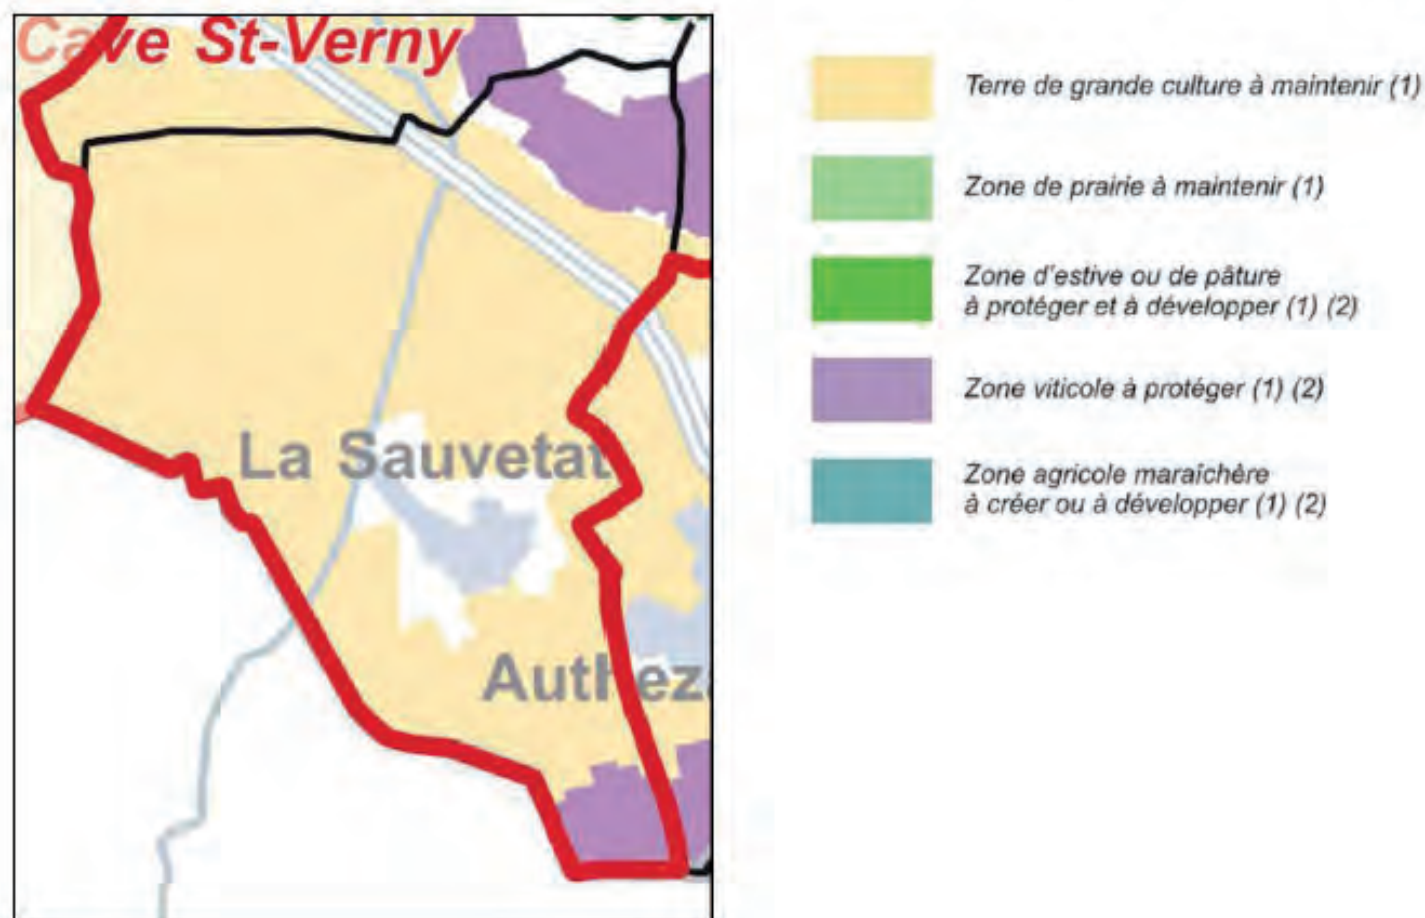 Cave St-Verny
La Sauvetat
Authez
Terre de grande culture à maintenir (1)
Zone de prairie à maintenir (1)
Zone d'estive ou de pâture
à protéger et à développer (1) (2)
Zone viticole à protéger (1) (2)
Zone agricole maraîchère
à créer ou à développer (1) (2)